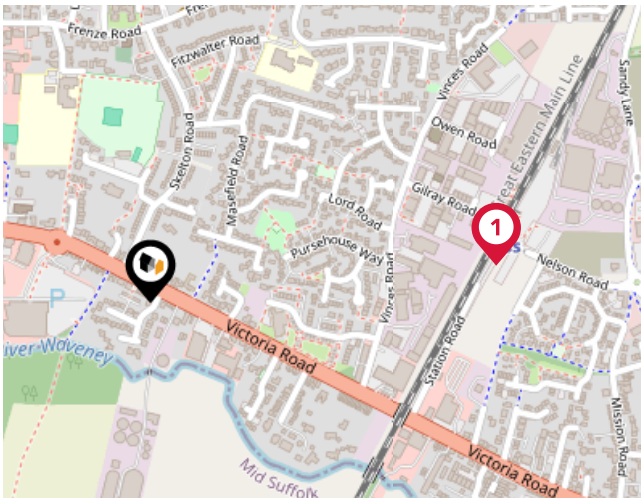 Frenze Road
Fitzwalter Road
Vinces Road
Sandy Lane
Great Eastern Main Line
Owen Road
Skelton Road
Masefield Road
Gilray Road
Lord Road
1
Pursehouse Way
Nelson Road
P
Vinces Road
Victoria Road
Station Road
River Waveney
Mission Road
Victoria Road
Mid Suffolk